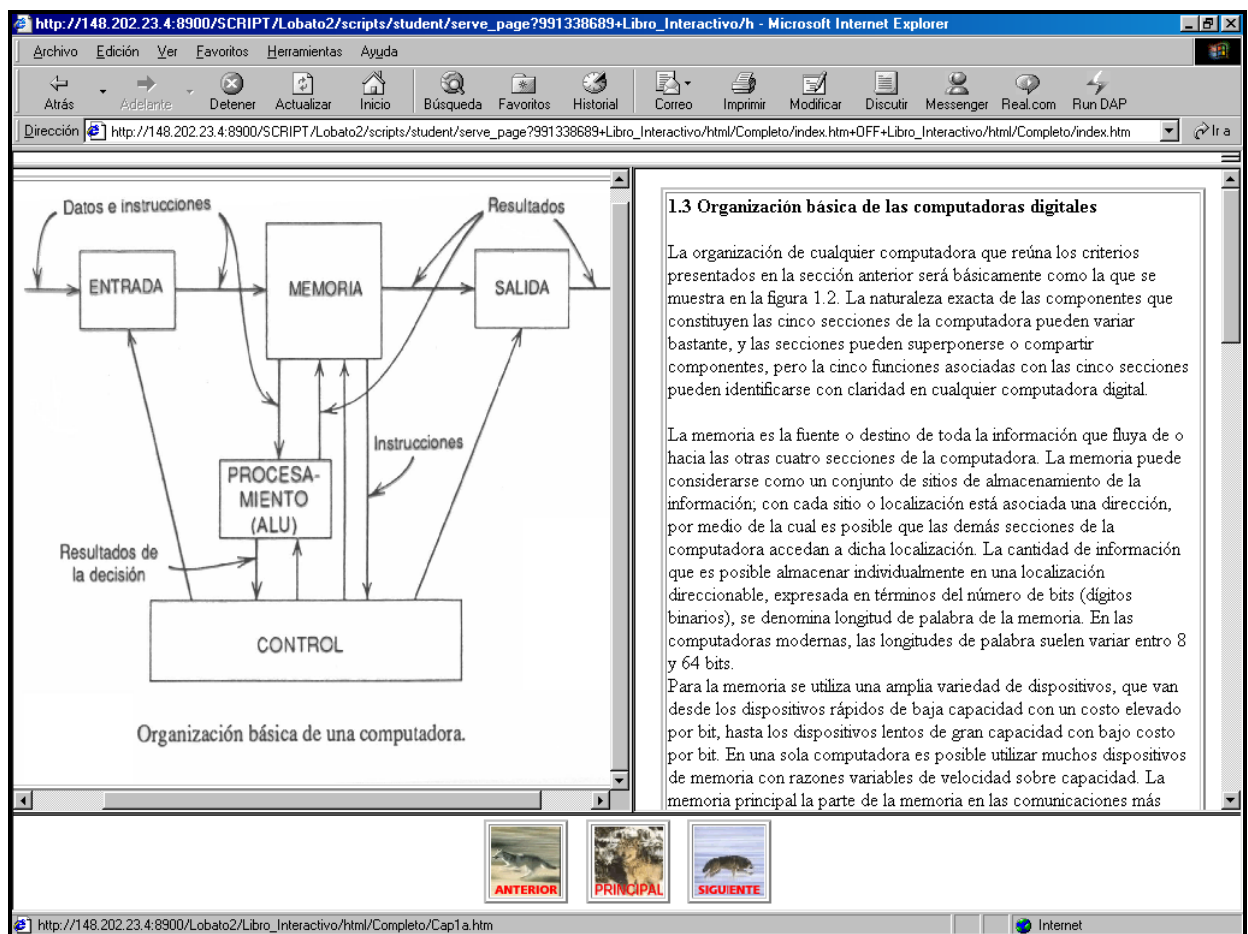 http://148.202.23.4:8900/SCRIPT/Lobato2/scripts/student/serve_page?991338689+Libro_Interactivo/h - Microsoft Internet Explorer
Archivo Edición Ver Favoritos Herramientas Ayuda
Atrás Adelante Detener Actualizar Inicio Búsqueda Favoritos Historial Correo Imprimir Modificar Discutir Messenger Real.com Run DAP
Dirección http://148.202.23.4:8900/SCRIPT/Lobato2/scripts/student/serve_page?991338689+Libro_Interactivo/html/Completo/index.htm+OFF+Libro_Interactivo/html/Completo/index.htm Ir a
Datos e instrucciones
Resultados
ENTRADA
MEMORIA
SALIDA
Instrucciones
PROCESA-
MIENTO
(ALU)
Resultados de
la decisión
CONTROL
Organización básica de una computadora.
1.3 Organización básica de las computadoras digitales
La organización de cualquier computadora que reúna los criterios
presentados en la sección anterior será básicamente como la que se
muestra en la figura 1.2. La naturaleza exacta de las componentes que
constituyen las cinco secciones de la computadora pueden variar
bastante, y las secciones pueden superponerse o compartir
componentes, pero la cinco funciones asociadas con las cinco secciones
pueden identificarse con claridad en cualquier computadora digital.
La memoria es la fuente o destino de toda la información que fluya de o
hacia las otras cuatro secciones de la computadora. La memoria puede
considerarse como un conjunto de sitios de almacenamiento de la
información; con cada sitio o localización está asociada una dirección,
por medio de la cual es posible que las demás secciones de la
computadora accedan a dicha localización. La cantidad de información
que es posible almacenar individualmente en una localización
direccionable, expresada en términos del número de bits (dígitos
binarios), se denomina longitud de palabra de la memoria. En las
computadoras modernas, las longitudes de palabra suelen variar entro 8
y 64 bits.
Para la memoria se utiliza una amplia variedad de dispositivos, que van
desde los dispositivos rápidos de baja capacidad con un costo elevado
por bit, hasta los dispositivos lentos de gran capacidad con bajo costo
por bit. En una sola computadora es posible utilizar muchos dispositivos
de memoria con razones variables de velocidad sobre capacidad. La
memoria principal la parte de la memoria en las comunicaciones más
ANTERIOR PRINCIPAL SIGUIENTE
http://148.202.23.4:8900/Lobato2/Libro_Interactivo/html/Completo/Cap1a.htm Internet